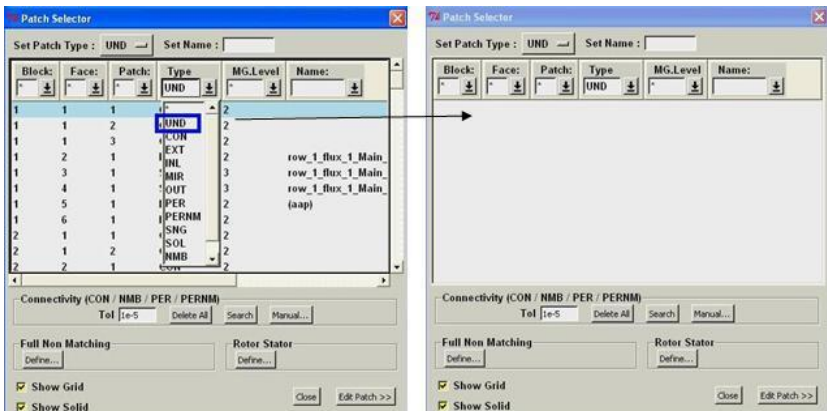 Patch Selector
Set Patch Type : UND Set Name :
Block: Face: Patch: Type MG.Level Name:
* * * UND * *
1 1 1 2
1 1 2 2
1 1 3 2
1 2 1 2 row_1_flux_1_Main_
1 3 1 3 row_1_flux_1_Main_
1 4 1 3 row_1_flux_1_Main_
1 5 1 2 (aap)
1 6 1 2
2 1 1 2
2 1 2 2
2 2 1 CON 2
*
UND
CON
EXT
INL
MIR
OUT
PER
PERNM
SNG
SOL
NMB
Connectivity (CON / NMB / PER / PERNM)
Tol 1e-5 Delete All Search Manual...
Full Non Matching Rotor Stator
Define... Define...
Show Grid
Close Edit Patch >>
Show Solid
Patch Selector
Set Patch Type : UND Set Name :
Block: Face: Patch: Type MG.Level Name:
* * * UND * *
Connectivity (CON / NMB / PER / PERNM)
Tol 1e-5 Delete All Search Manual...
Full Non Matching Rotor Stator
Define... Define...
Show Grid
Close Edit Patch >>
Show Solid